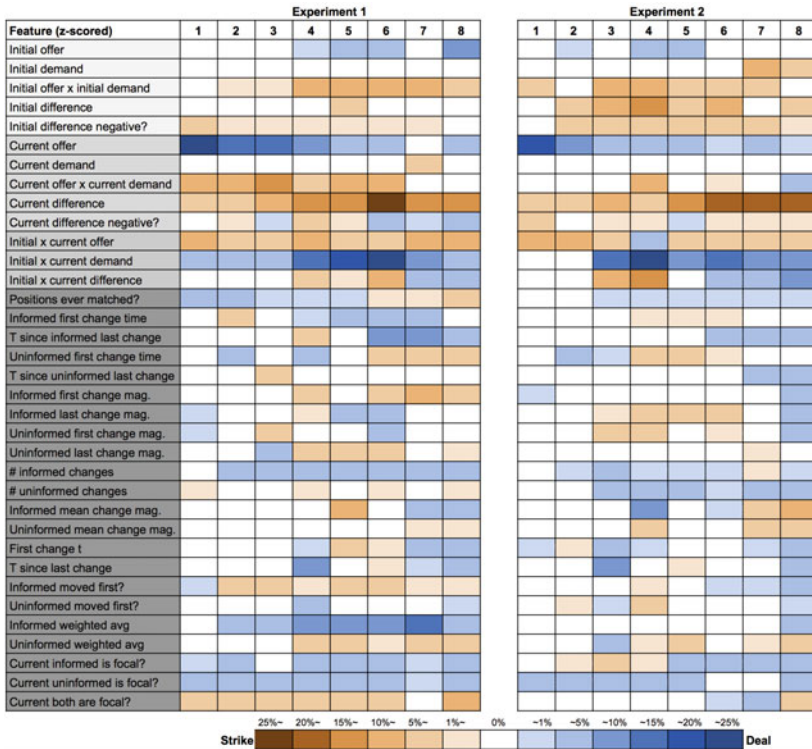 Experiment 1
Experiment 2
Feature (z-scored) 1 2 3 4 5 6 7 8 1 2 3 4 5 6 7 8
Initial offer
Initial demand
Initial offer x initial demand
Initial difference
Initial difference negative?
Current offer
Current demand
Current offer x current demand
Current difference
Current difference negative?
Initial x current offer
Initial x current demand
Initial x current difference
Positions ever matched?
Informed first change time
T since informed last change
Uninformed first change time
T since uninformed last change
Informed first change mag.
Informed last change mag.
Uninformed first change mag.
Uninformed last change mag.
# informed changes
# uninformed changes
Informed mean change mag.
Uninformed mean change mag.
First change t
T since last change
Informed moved first?
Uninformed moved first?
Informed weighted avg
Uninformed weighted avg
Current informed is focal?
Current uninformed is focal?
Current both are focal?
25%~ 20%~ 15%~ 10%~ 5%~ 1%~ 0% ~1% ~5% ~10% ~15% ~20% ~25%
Strike Deal